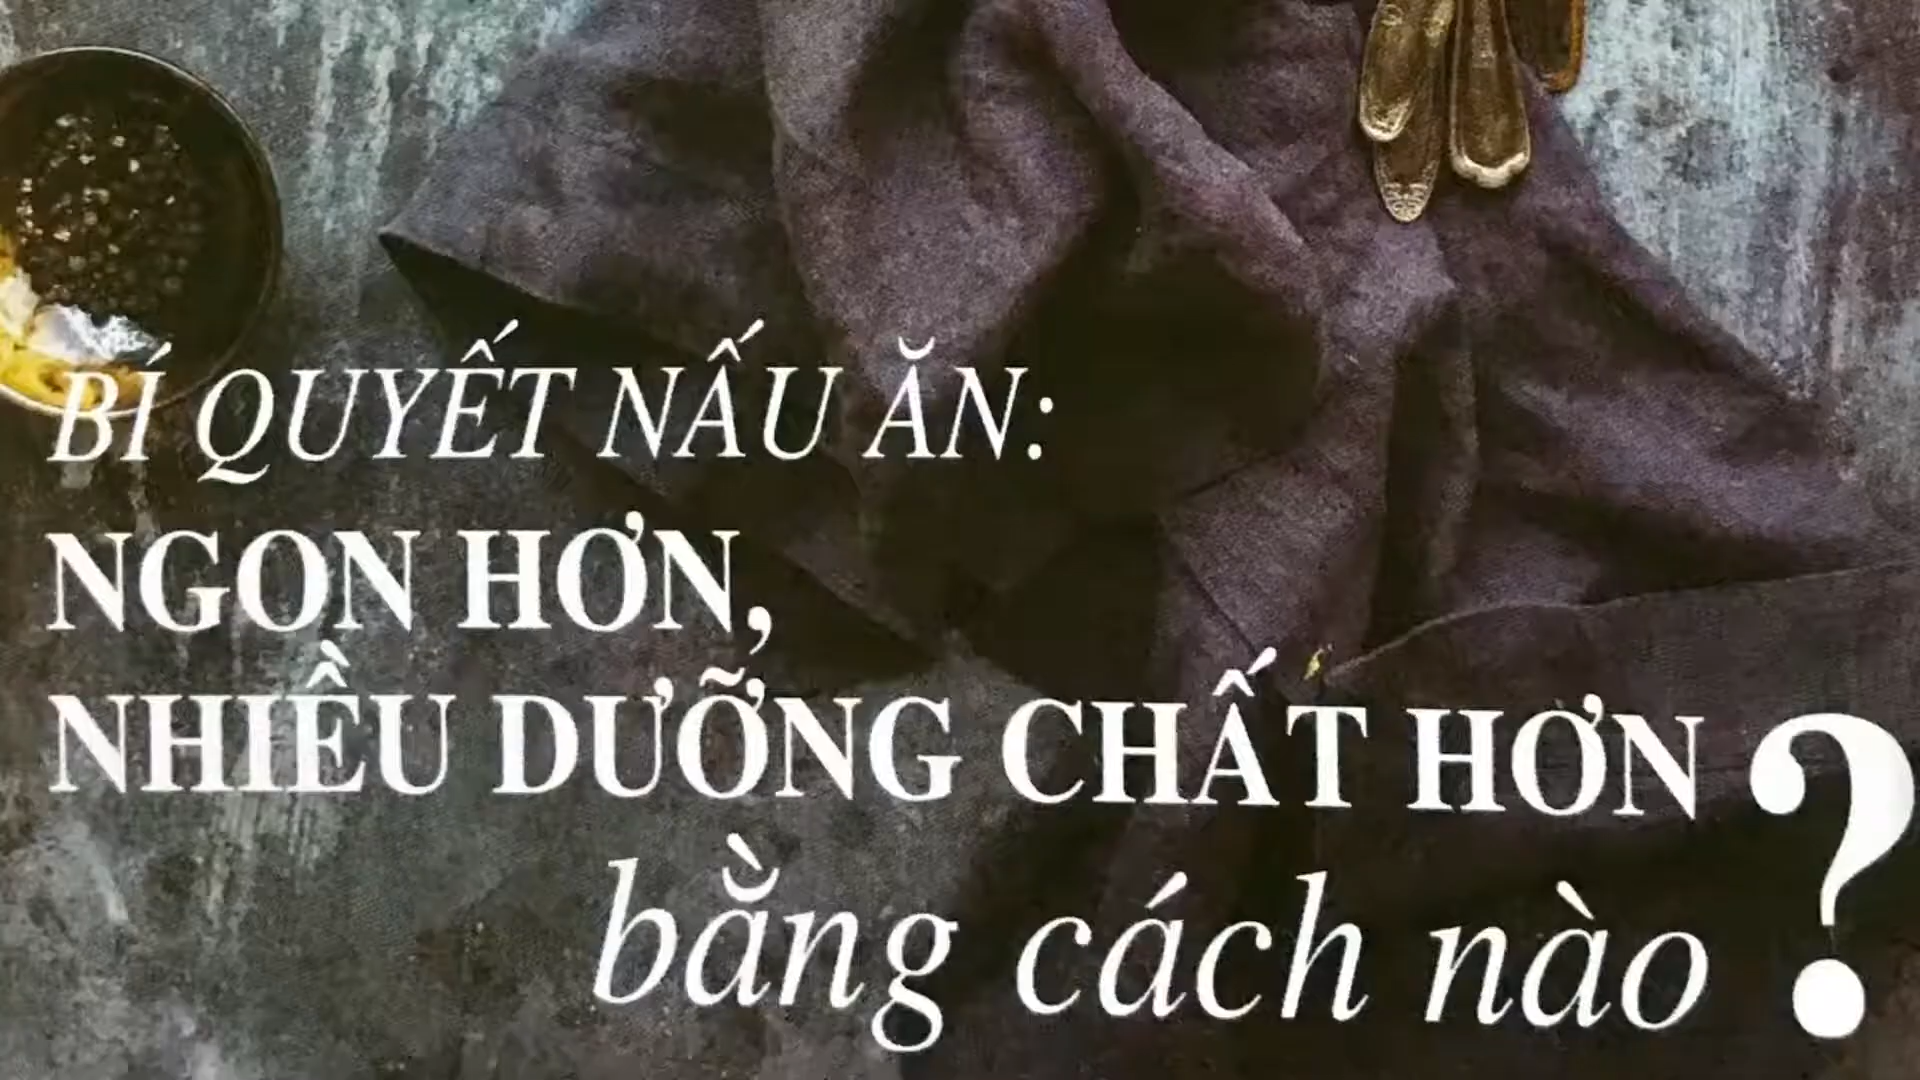 BÍ QUYẾT NẤU ĂN:
NGON HƠN,
NHIỀU DƯỠNG CHẤT HƠN
bằng cách nào?